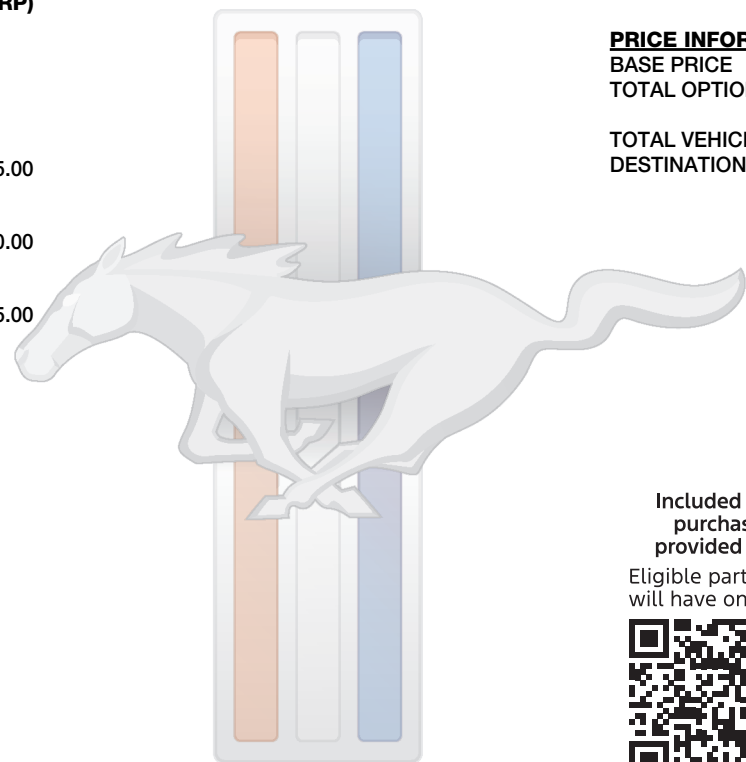 RP)
5.00
0.00
5.00
PRICE INFOR
BASE PRICE
TOTAL OPTIO
TOTAL VEHIC
DESTINATION
Included
purchas
provided
Eligible part
will have on